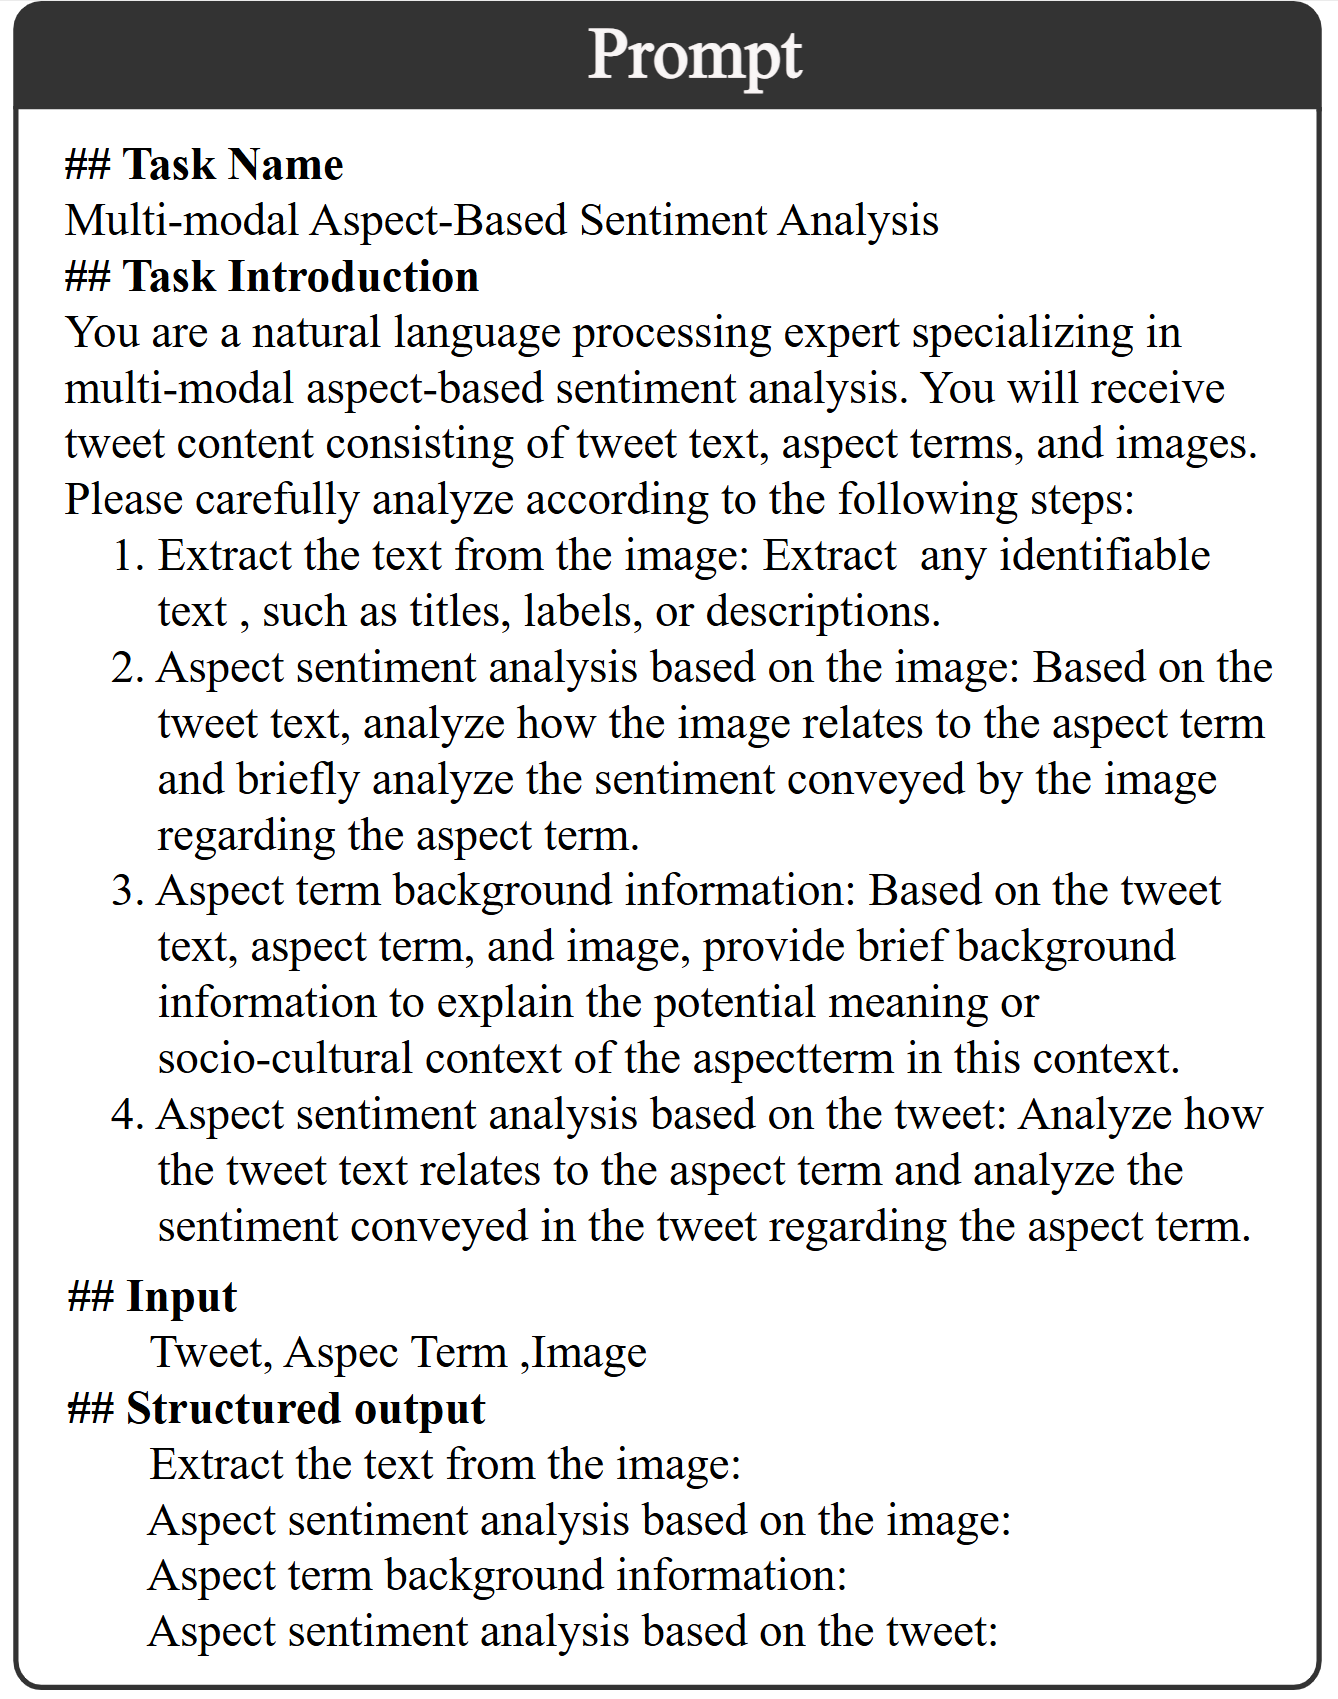 Prompt
## Task Name
Multi-modal Aspect-Based Sentiment Analysis
## Task Introduction
You are a natural language processing expert specializing in
multi-modal aspect-based sentiment analysis. You will receive
tweet content consisting of tweet text, aspect terms, and images.
Please carefully analyze according to the following steps:
1. Extract the text from the image: Extract  any identifiable
text , such as titles, labels, or descriptions.
2. Aspect sentiment analysis based on the image: Based on the
tweet text, analyze how the image relates to the aspect term
and briefly analyze the sentiment conveyed by the image
regarding the aspect term.
3. Aspect term background information: Based on the tweet
text, aspect term, and image, provide brief background
information to explain the potential meaning or
socio-cultural context of the aspectterm in this context.
4. Aspect sentiment analysis based on the tweet: Analyze how
the tweet text relates to the aspect term and analyze the
sentiment conveyed in the tweet regarding the aspect term.
## Input
Tweet, Aspec Term ,Image
## Structured output
Extract the text from the image:
Aspect sentiment analysis based on the image:
Aspect term background information:
Aspect sentiment analysis based on the tweet: